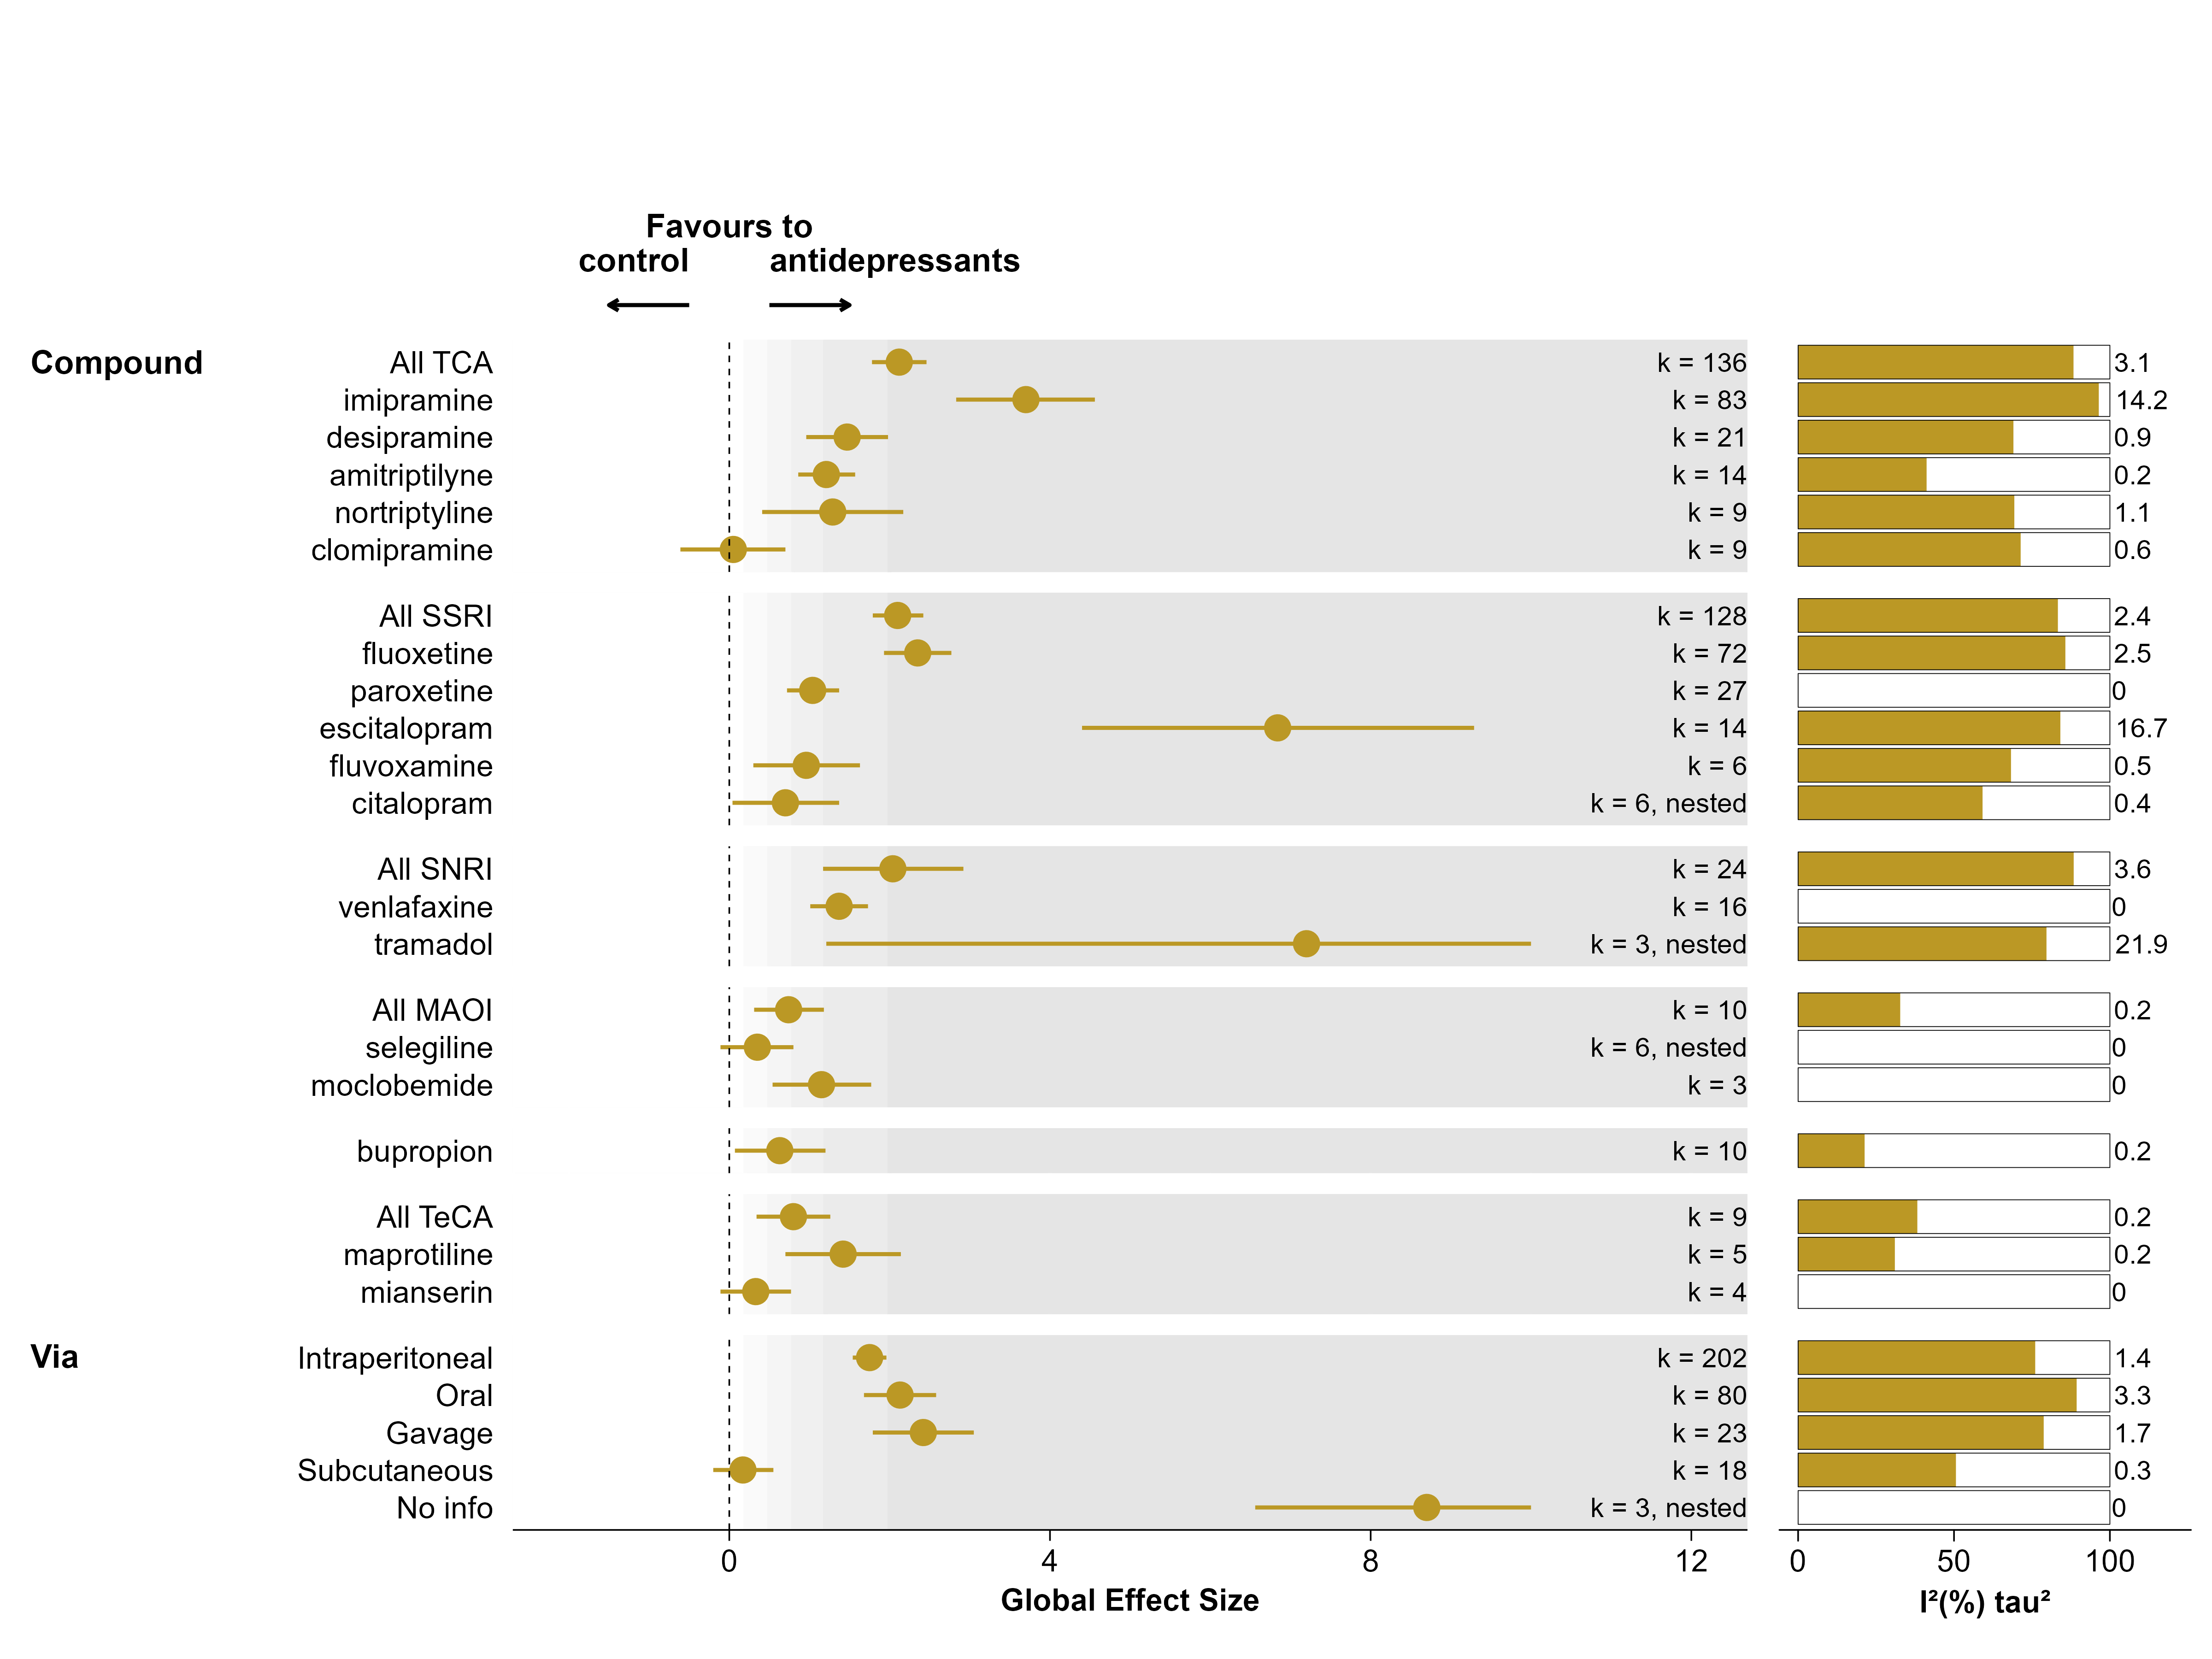 Favours to
control antidepressants
Compound All TCA k = 136 3.1
imipramine k = 83 14.2
desipramine k = 21 0.9
amitriptilyne k = 14 0.2
nortriptyline k = 9 1.1
clomipramine k = 9 0.6
All SSRI k = 128 2.4
fluoxetine k = 72 2.5
paroxetine k = 27 0
escitalopram k = 14 16.7
fluvoxamine k = 6 0.5
citalopram k = 6, nested 0.4
All SNRI k = 24 3.6
venlafaxine k = 16 0
tramadol k = 3, nested 21.9
All MAOI k = 10 0.2
selegiline k = 6, nested 0
moclobemide k = 3 0
bupropion k = 10 0.2
All TeCA k = 9 0.2
maprotiline k = 5 0.2
mianserin k = 4 0
Via Intraperitoneal k = 202 1.4
Oral k = 80 3.3
Gavage k = 23 1.7
Subcutaneous k = 18 0.3
No info k = 3, nested 0
0 4 8 12 0 50 100
Global Effect Size I²(%) tau²